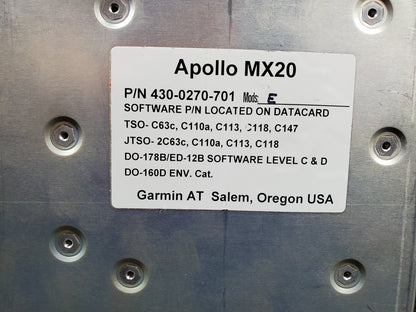 Apollo MX20
P/N 430-0270-701 Mods: E
SOFTWARE P/N LOCATED ON DATACARD
TSO- C63c, C110a, C113, C118, C147
JTSO- 2C63c, C110a, C113, C118
DO-178B/ED-12B SOFTWARE LEVEL C & D
DO-160D ENV. Cat.
Garmin AT Salem, Oregon USA